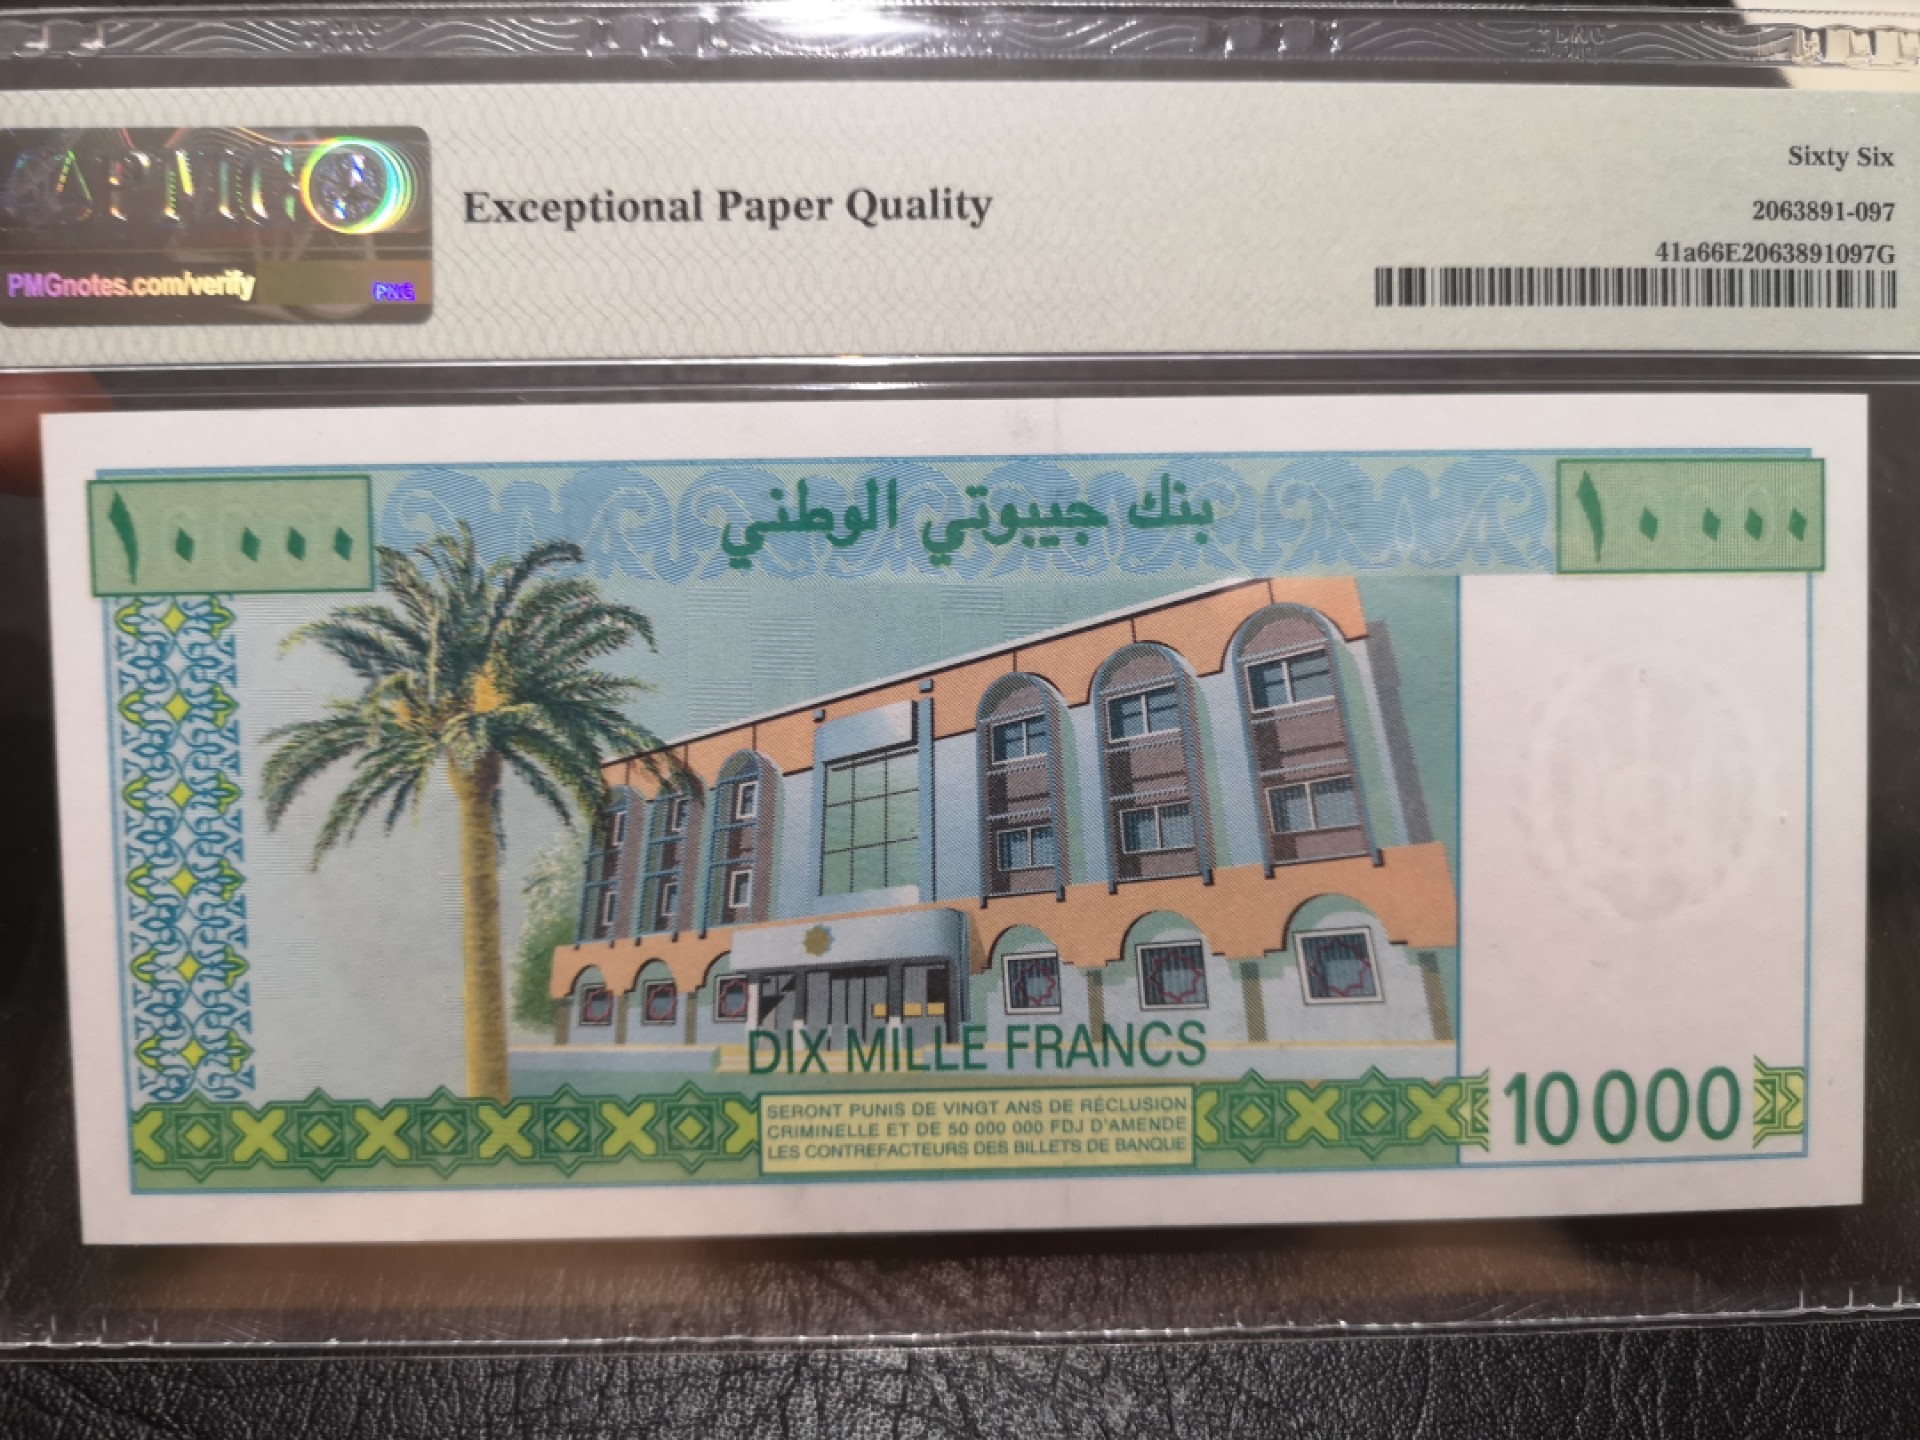 PMG
PMGnotes.com/verify
PMG
Exceptional Paper Quality
Sixty Six
2063891-097
41a66E2063891097G
١٠٠٠٠
بنك جيبوتي الوطني
١٠٠٠٠
DIX MILLE FRANCS
SERONT PUNIS DE VINGT ANS DE RÉCLUSION
CRIMINELLE ET DE 50 000 000 FDJ D'AMENDE
LES CONTREFACTEURS DES BILLETS DE BANQUE
10000